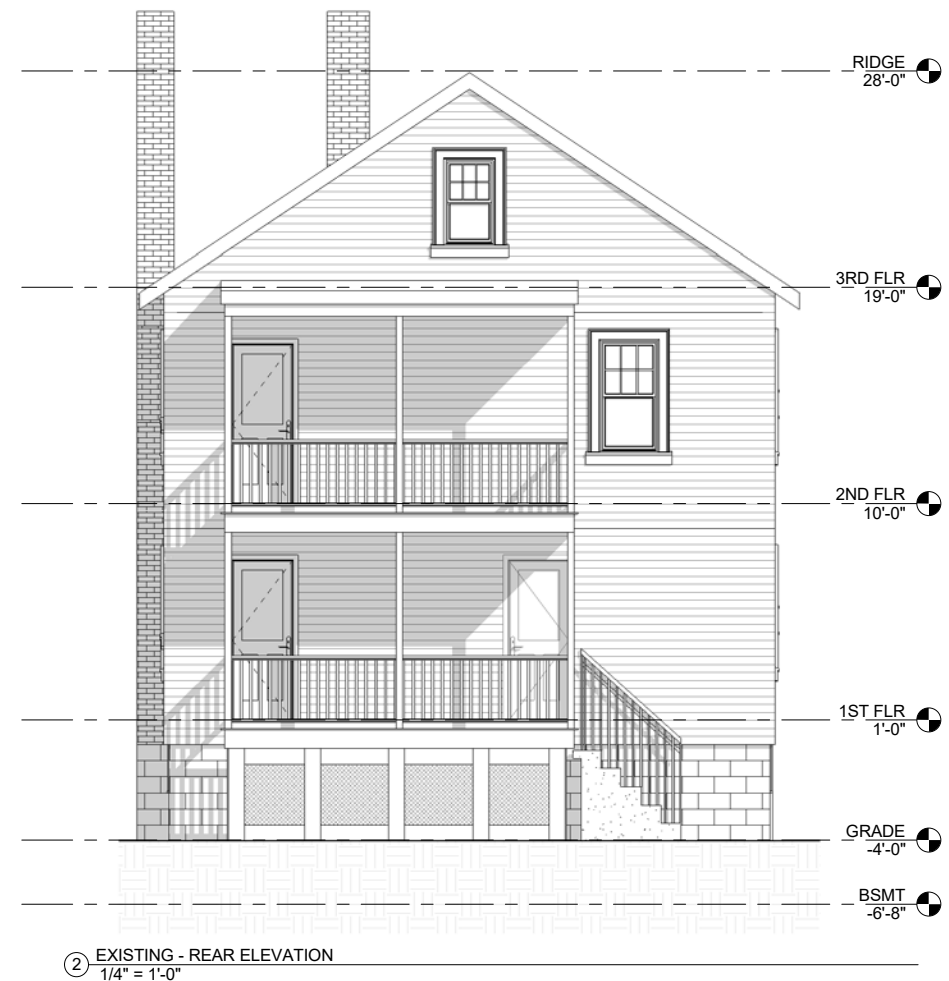 RIDGE
28'-0"
3RD FLR
19'-0"
2ND FLR
10'-0"
1ST FLR
1'-0"
GRADE
-4'-0"
BSMT
-6'-8"
2 EXISTING - REAR ELEVATION
1/4" = 1'-0"